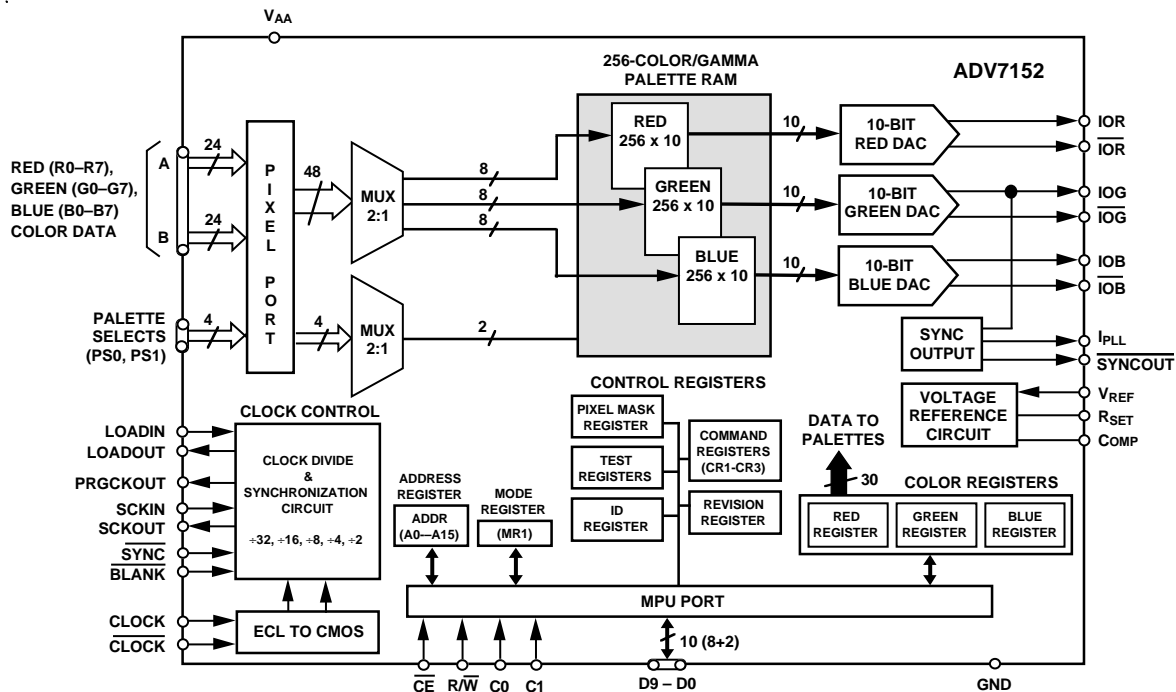 VAA
ADV7152
256-COLOR/GAMMA
PALETTE RAM
RED
256 x 10
GREEN
256 x 10
BLUE
256 x 10
RED (R0–R7),
GREEN (G0–G7),
BLUE (B0–B7)
COLOR DATA
A
B
24
24
PIXEL PORT
48
MUX
2:1
8
8
8
10
10
10
10-BIT
RED DAC
10-BIT
GREEN DAC
10-BIT
BLUE DAC
IOR
IOR
IOG
IOG
IOB
IOB
PALETTE
SELECTS
(PS0, PS1)
4
4
MUX
2:1
2
SYNC
OUTPUT
IPLL
SYNCOUT
VOLTAGE
REFERENCE
CIRCUIT
VREF
RSET
COMP
CLOCK CONTROL
LOADIN
LOADOUT
PRGCKOUT
SCKIN
SCKOUT
SYNC
BLANK
CLOCK DIVIDE
&
SYNCHRONIZATION
CIRCUIT
÷32, ÷16, ÷8, ÷4, ÷2
CLOCK
CLOCK
ECL TO CMOS
CONTROL REGISTERS
PIXEL MASK
REGISTER
TEST
REGISTERS
ID
REGISTER
COMMAND
REGISTERS
(CR1-CR3)
REVISION
REGISTER
ADDRESS
REGISTER
ADDR
(A0-–A15)
MODE
REGISTER
(MR1)
DATA TO
PALETTES
30
COLOR REGISTERS
RED
REGISTER
GREEN
REGISTER
BLUE
REGISTER
MPU PORT
10 (8+2)
CE
R/W
C0
C1
D9 – D0
GND